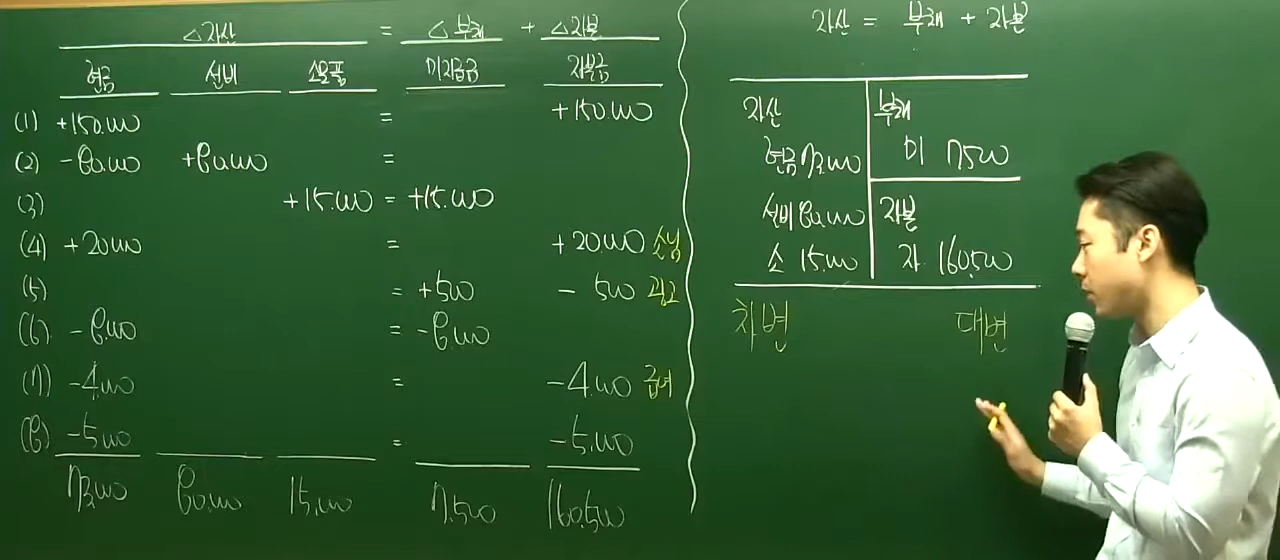 △자산 = △부채 + △자본
현금 설비 소모품 미지급금 자본금
(1) +150,000 = +150,000
(2) -80,000 +80,000 =
(3) +15,000 = +15,000
(4) +20,000 = +20,000 손님
(5) = +500 - 500 광고
(6) -8,000 = -8,000
(7) -4,000 = -4,000 급여
(8) -5,000 = -5,000
73,000 80,000 15,000 7,500 160,500
자산 = 부채 + 자본
자산 부채
현금 73,000 미 7,500
설비 80,000 자본
소 15,000 자 160,500
차변 대변